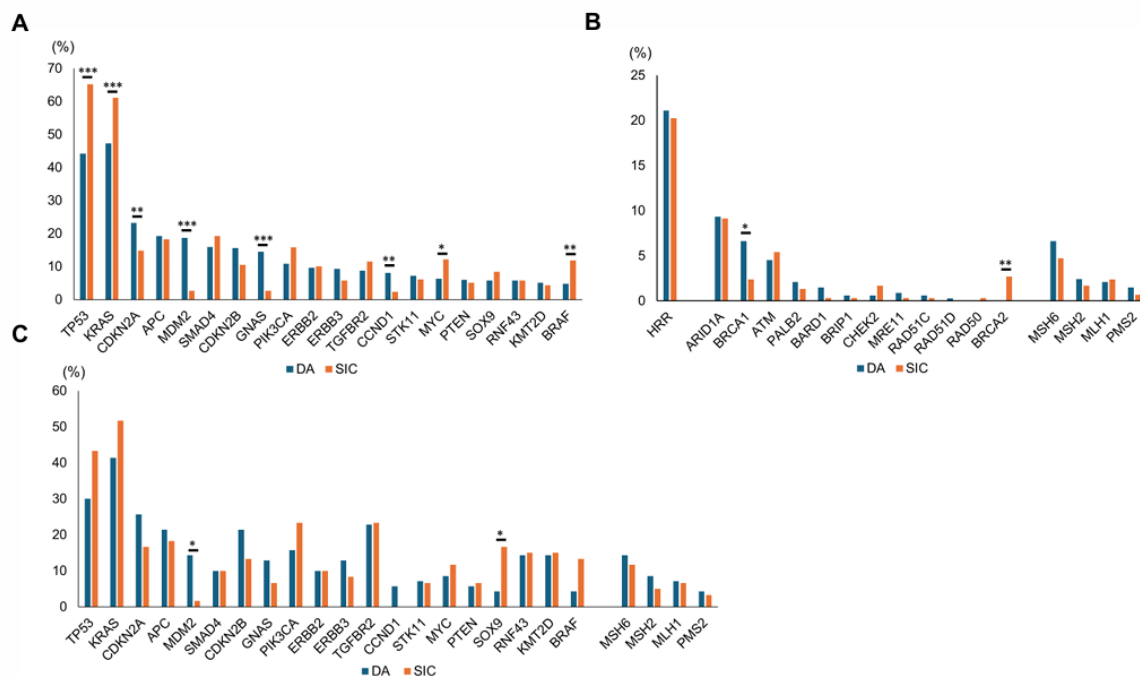 A
(%)
70
60
50
40
30
20
10
0
*** *** ** *** *** ** * **
TP53 KRAS CDKN2A APC MDM2 SMAD4 CDKN2B GNAS PIK3CA ERBB2 ERBB3 TGFBR2 CCND1 STK11 MYC PTEN SOX9 RNF43 KMT2D BRAF
DA SIC
B
(%)
25
20
15
10
5
0
* **
HRR ARID1A BRCA1 ATM PALB2 BARD1 BRIP1 CHEK2 MRE11 RAD51C RAD51D RAD50 BRCA2 MSH6 MSH2 MLH1 PMS2
DA SIC
C
(%)
60
50
40
30
20
10
0
* *
TP53 KRAS CDKN2A APC MDM2 SMAD4 CDKN2B GNAS PIK3CA ERBB2 ERBB3 TGFBR2 CCND1 STK11 MYC PTEN SOX9 RNF43 KMT2D BRAF MSH6 MSH2 MLH1 PMS2
DA SIC